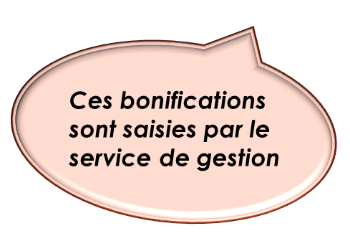 Ces bonifications
sont saisies par le
service de gestion